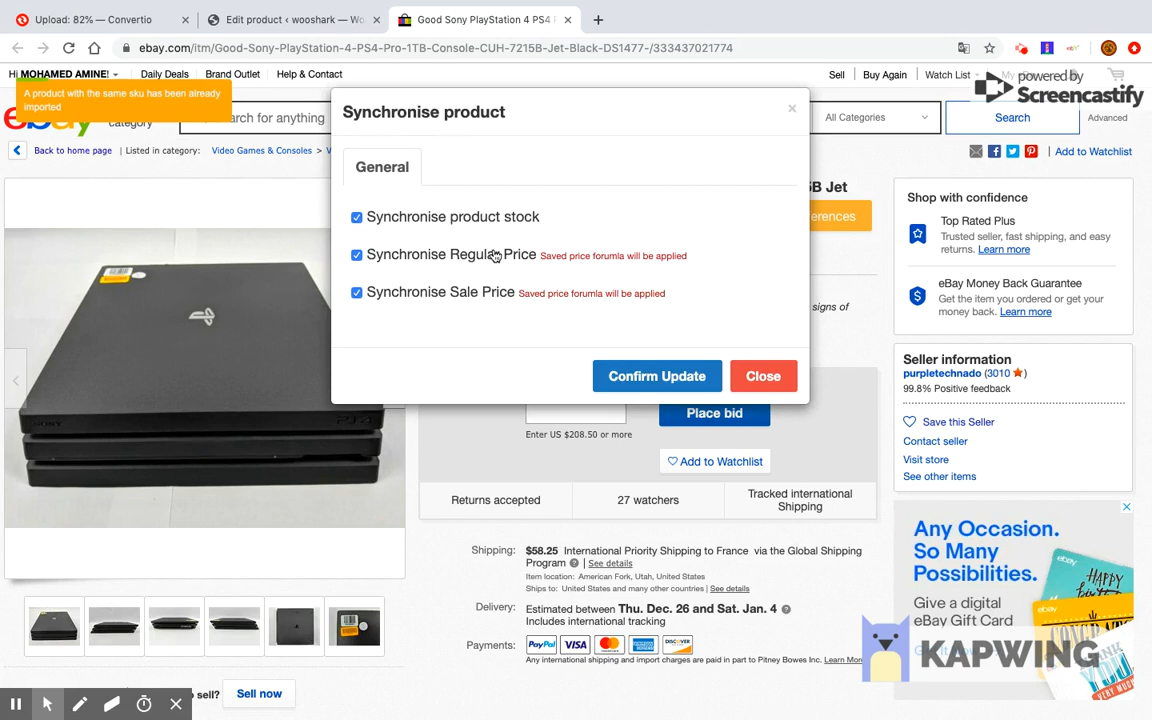 Upload: 82% — Convertio
Edit product ‹ wooshark — Wo
Good Sony PlayStation 4 PS4 P
ebay.com/itm/Good-Sony-PlayStation-4-PS4-Pro-1TB-Console-CUH-7215B-Jet-Black-DS1477-/333437021774
Hi MOHAMED AMINE!
Daily Deals
Brand Outlet
Help & Contact
Sell
Buy Again
Watch List
powered by
Screencastify
A product with the same sku has been already
imported
ebay
category
arch for anything
All Categories
Search
Advanced
Back to home page
Listed in category:
Video Games & Consoles > V
Add to Watchlist
Synchronise product
×
General
Synchronise product stock
Synchronise Regular Price Saved price forumla will be applied
Synchronise Sale Price Saved price forumla will be applied
Confirm Update
Close
5B Jet
erences
signs of
Place bid
Enter US $208.50 or more
Add to Watchlist
Returns accepted
27 watchers
Tracked international
Shipping
Shipping: $58.25 International Priority Shipping to France via the Global Shipping
Program | See details
Item location: American Fork, Utah, United States
Ships to: United States and many other countries | See details
Delivery: Estimated between Thu. Dec. 26 and Sat. Jan. 4
Includes international tracking
Payments: PayPal VISA MasterCard AMERICAN EXPRESS DISCOVER
Any international shipping and import charges are paid in part to Pitney Bowes Inc. Learn Mor
Shop with confidence
Top Rated Plus
Trusted seller, fast shipping, and easy
returns. Learn more
eBay Money Back Guarantee
Get the item you ordered or get your
money back. Learn more
Seller information
purpletechnado (3010
99.8% Positive feedback
Save this Seller
Contact seller
Visit store
See other items
Any Occasion.
So Many
Possibilities.
Give a digital
eBay Gift Card
HAPPY
ebay
KAPWING
SONY
PS4
sell?
Sell now